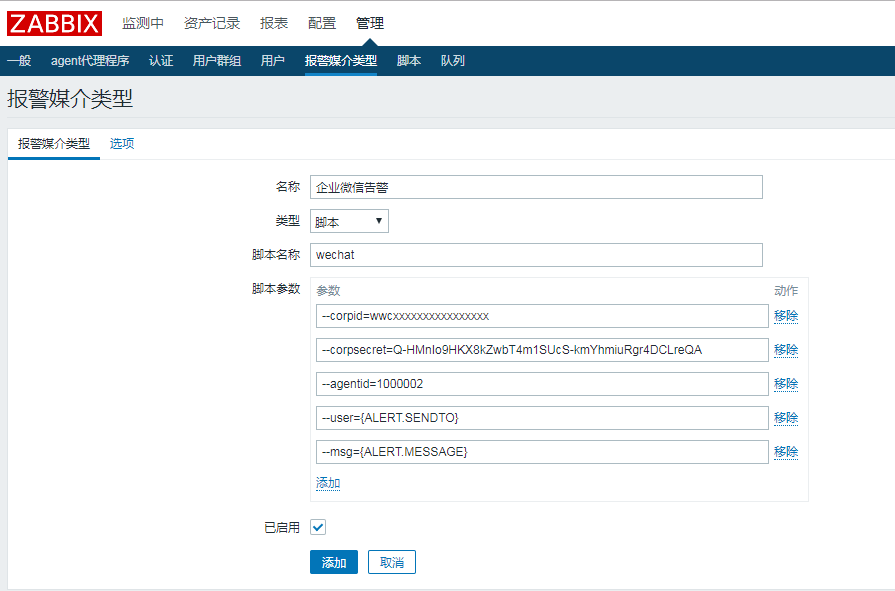 ZABBIX 监测中 资产记录 报表 配置 管理
一般 agent代理程序 认证 用户群组 用户 报警媒介类型 脚本 队列
报警媒介类型
报警媒介类型 选项
名称 企业微信告警
类型 脚本
脚本名称 wechat
脚本参数 参数 动作
--corpid=wwcxxxxxxxxxxxxxxxx 移除
--corpsecret=Q-HMnIo9HKX8kZwbT4m1SUcS-kmYhmiuRgr4DCLreQA 移除
--agentid=1000002 移除
--user={ALERT.SENDTO} 移除
--msg={ALERT.MESSAGE} 移除
添加
已启用
添加 取消